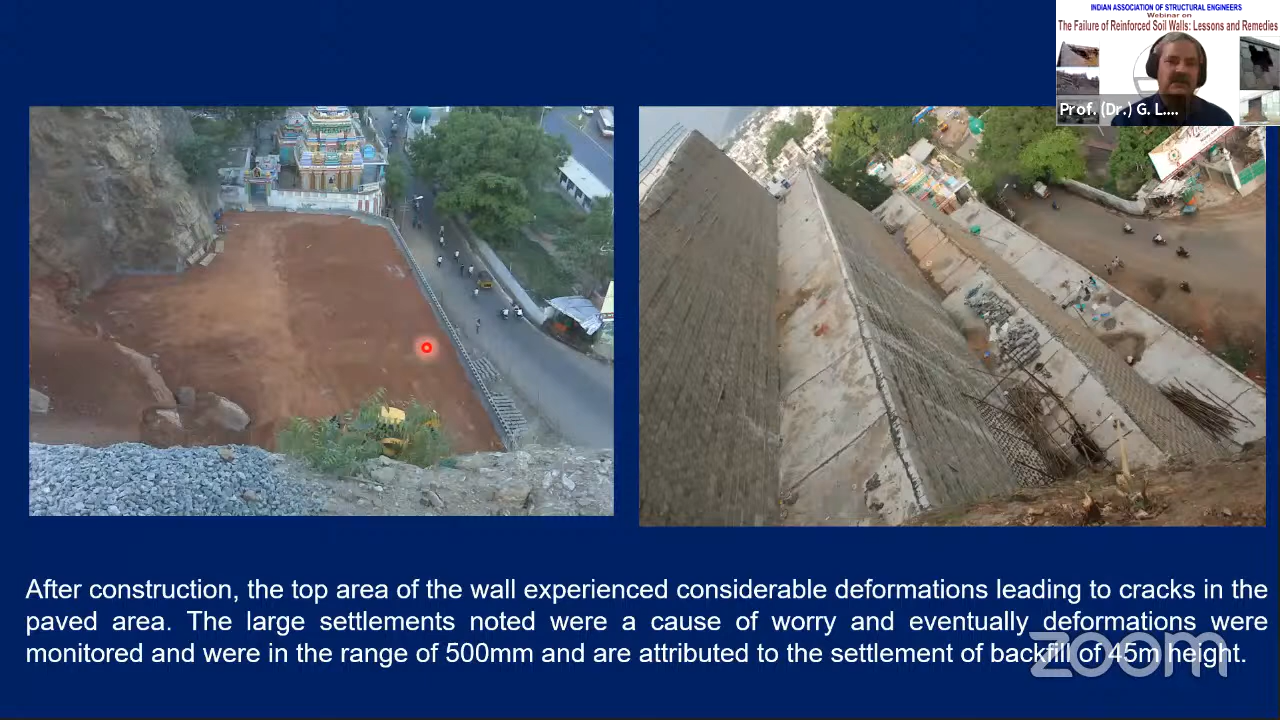 INDIAN ASSOCIATION OF STRUCTURAL ENGINEERS
Webinar on
The Failure of Reinforced Soil Walls: Lessons and Remedies
Prof. (Dr.) G. L....
After construction, the top area of the wall experienced considerable deformations leading to cracks in the
paved area. The large settlements noted were a cause of worry and eventually deformations were
monitored and were in the range of 500mm and are attributed to the settlement of backfill of 45m height.
zoom